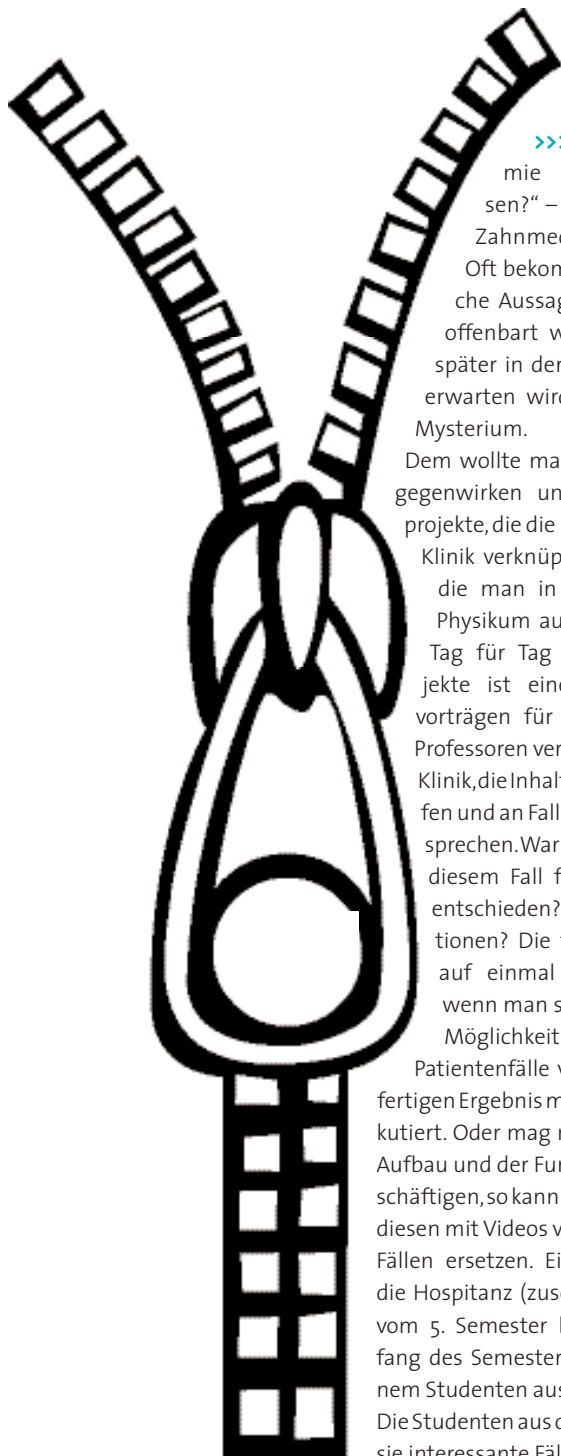 >>>
mie
sen?“ –
Zahnmed
Oft bekom
che Aussag
offenbart w
später in der
erwarten wird
Mysterium.
Dem wollte ma
gegenwirken un
projekte, die die
Klinik verknüp
die man in
Physikum au
Tag für Tag
jekte ist ein
vorträgen für
Professoren ver
Klinik, die Inhalt
fen und an Fall
sprechen. War
diesem Fall f
entschieden?
tionen? Die
auf einmal
wenn man s
Möglichkeit
Patientenfälle v
fertigen Ergebnis m
kutiert. Oder mag
Aufbau und der Fur
schäftigen, so kann
diesen mit Videos v
Fällen ersetzen. Ei
die Hospitanz (zus
vom 5. Semester
fang des Semester
nem Studenten aus
Die Studenten aus
sie interessante Fäl